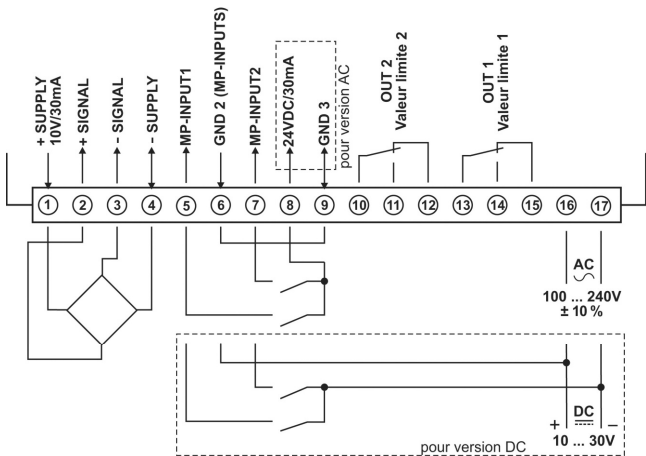 + SUPPLY
10V/30mA
+ SIGNAL
- SIGNAL
- SUPPLY
MP-INPUT1
GND 2 (MP-INPUTS)
MP-INPUT2
24VDC/30mA
GND 3
pour version AC
OUT 2
Valeur limite 2
OUT 1
Valeur limite 1
1 2 3 4 5 6 7 8 9 10 11 12 13 14 15 16 17
AC
100 ... 240V
± 10 %
+ DC –
10 ... 30V
pour version DC